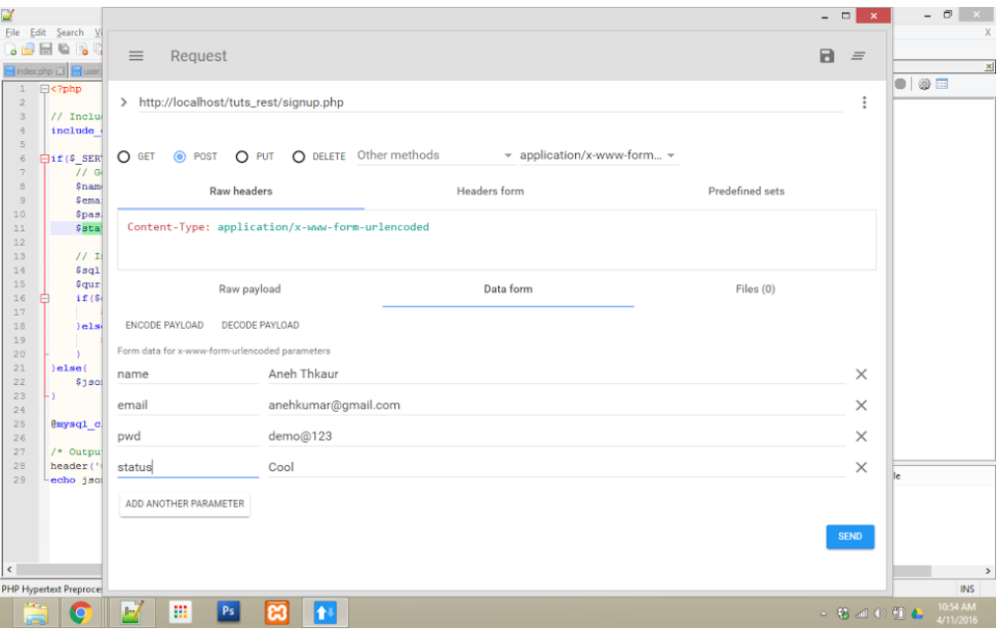 File Edit Search Vi
X
index.php user
Request
http://localhost/tuts_rest/signup.php
GET POST PUT DELETE Other methods application/x-www-form...
Raw headers Headers form Predefined sets
Content-Type: application/x-www-form-urlencoded
Raw payload Data form Files (0)
ENCODE PAYLOAD DECODE PAYLOAD
Form data for x-www-form-urlencoded parameters
name Aneh Thkaur
email anehkumar@gmail.com
pwd demo@123
status Cool
ADD ANOTHER PARAMETER
SEND
1 <?php
2
3 // Inclu
4 include_
5
6 if($_SER
7 // G
8 $nam
9 $ema
10 $pas
11 $sta
12
13 // I
14 $sql
15 $qur
16 if($
17
18 }els
19
20 }
21 }else{
22 $jso
23 }
24
25 @mysql_c
26
27 /* Outpu
28 header('
29 echo jso
le
PHP Hypertext Preproce
INS
Ps
10:54 AM
4/11/2016